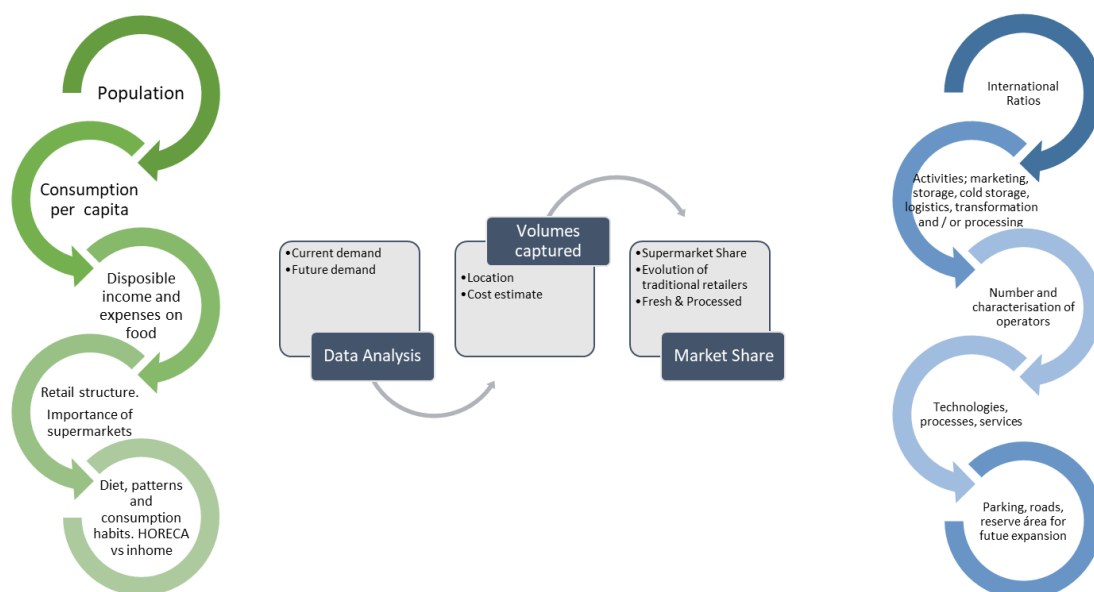 Population
Consumption
per capita
Disposible
income and
expenses on
food
Retail structure.
Importance of
supermarkets
Diet, patterns
and
consumption
habits. HORECA
vs inhome
•Current demand
•Future demand
Data Analysis
Volumes
captured
•Location
•Cost estimate
•Supermarket Share
•Evolution of
traditional retailers
•Fresh & Processed
Market Share
International
Ratios
Activities; marketing,
storage, cold storage,
logistics, transformation
and / or processing
Number and
characterisation of
operators
Technologies,
processes, services
Parking, roads,
reserve área for
futue expansion